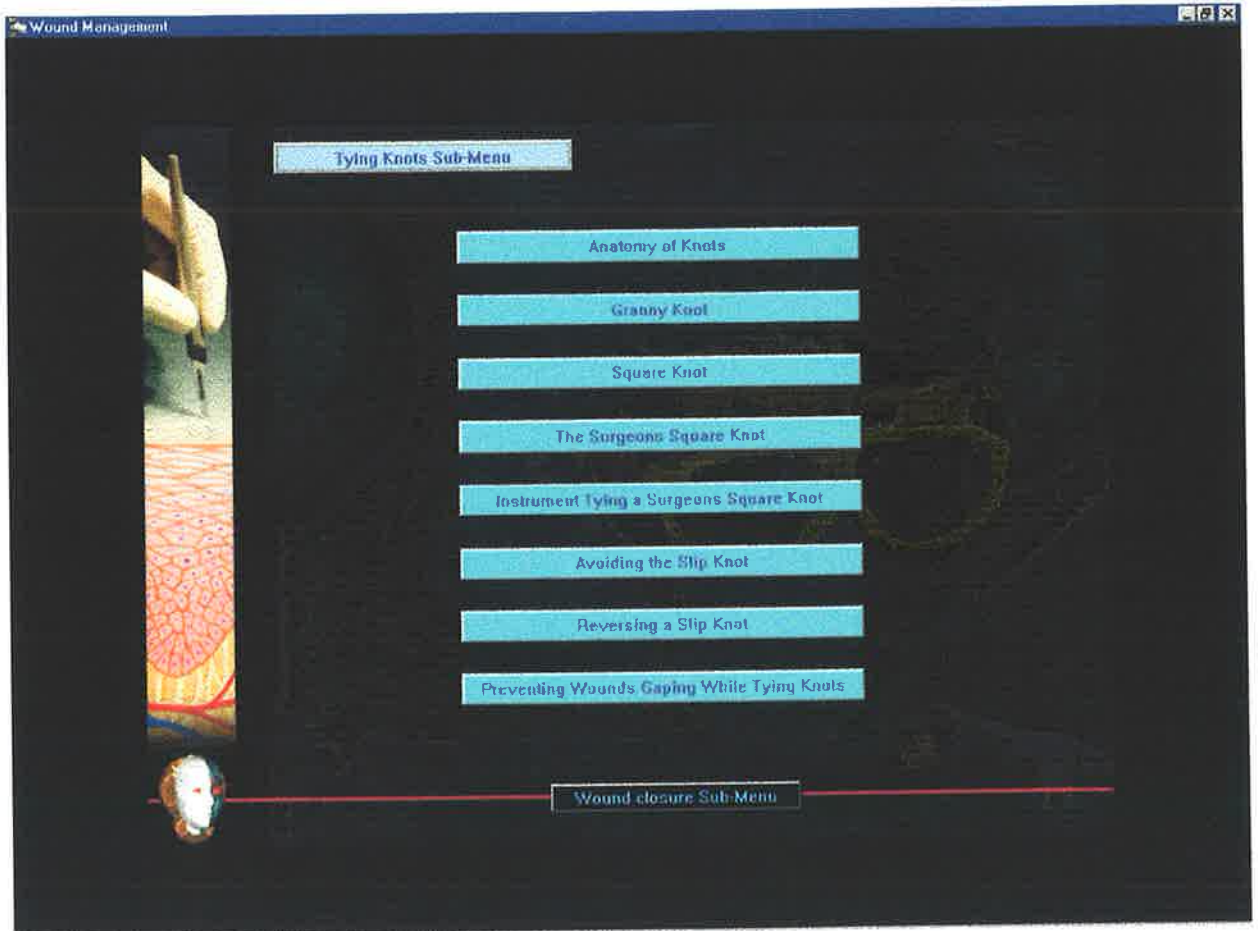 Wound Management
Tying Knots Sub-Menu
Anatomy of Knots
Granny Knot
Square Knot
The Surgeons Square Knot
Instrument Tying a Surgeons Square Knot
Avoiding the Slip Knot
Reversing a Slip Knot
Preventing Wounds Gaping While Tying Knots
Wound closure Sub-Menu